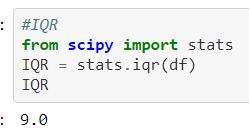 :
#IQR
from scipy import stats
IQR = stats.iqr(df)
IQR
: 9.0